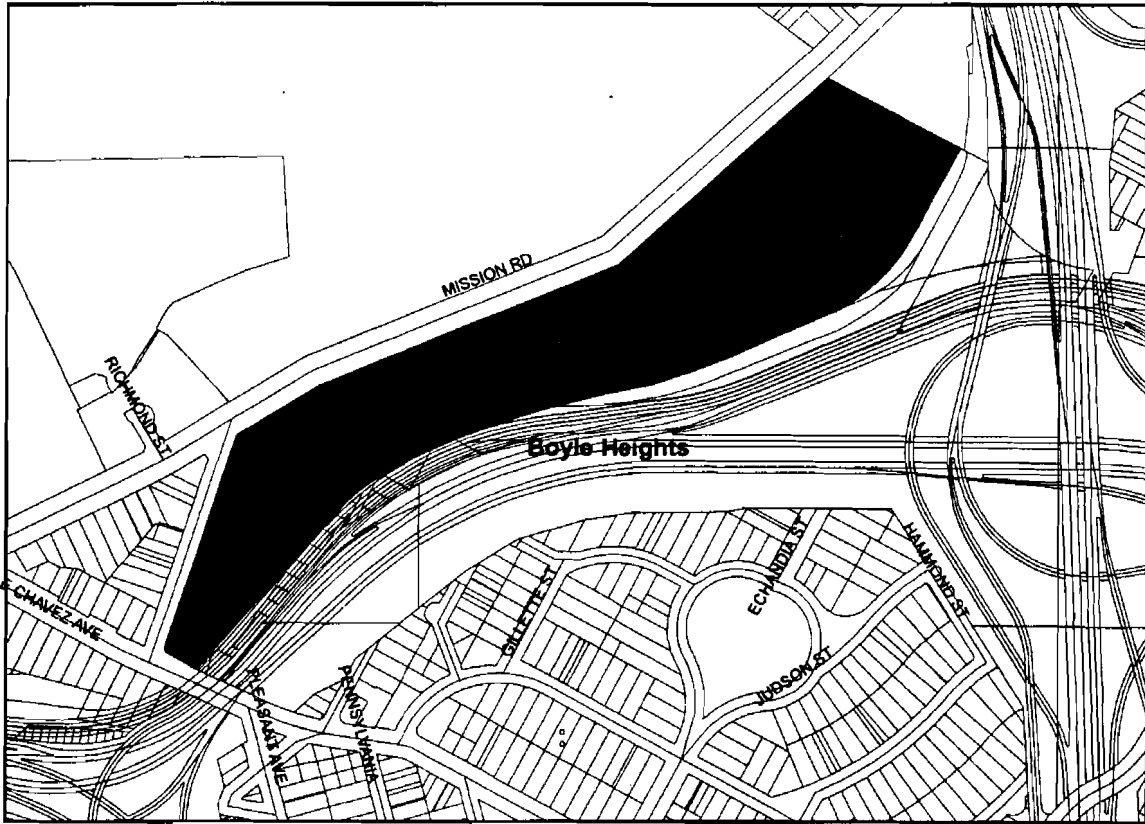 MISSION RD
RICHMOND ST
Boyle Heights
E CHAVEZ AVE
GILLETTE ST
ECHANDIA ST
HAMMOND ST
JUDSON ST
PLEASANT AVE
PENNSYLVANIA